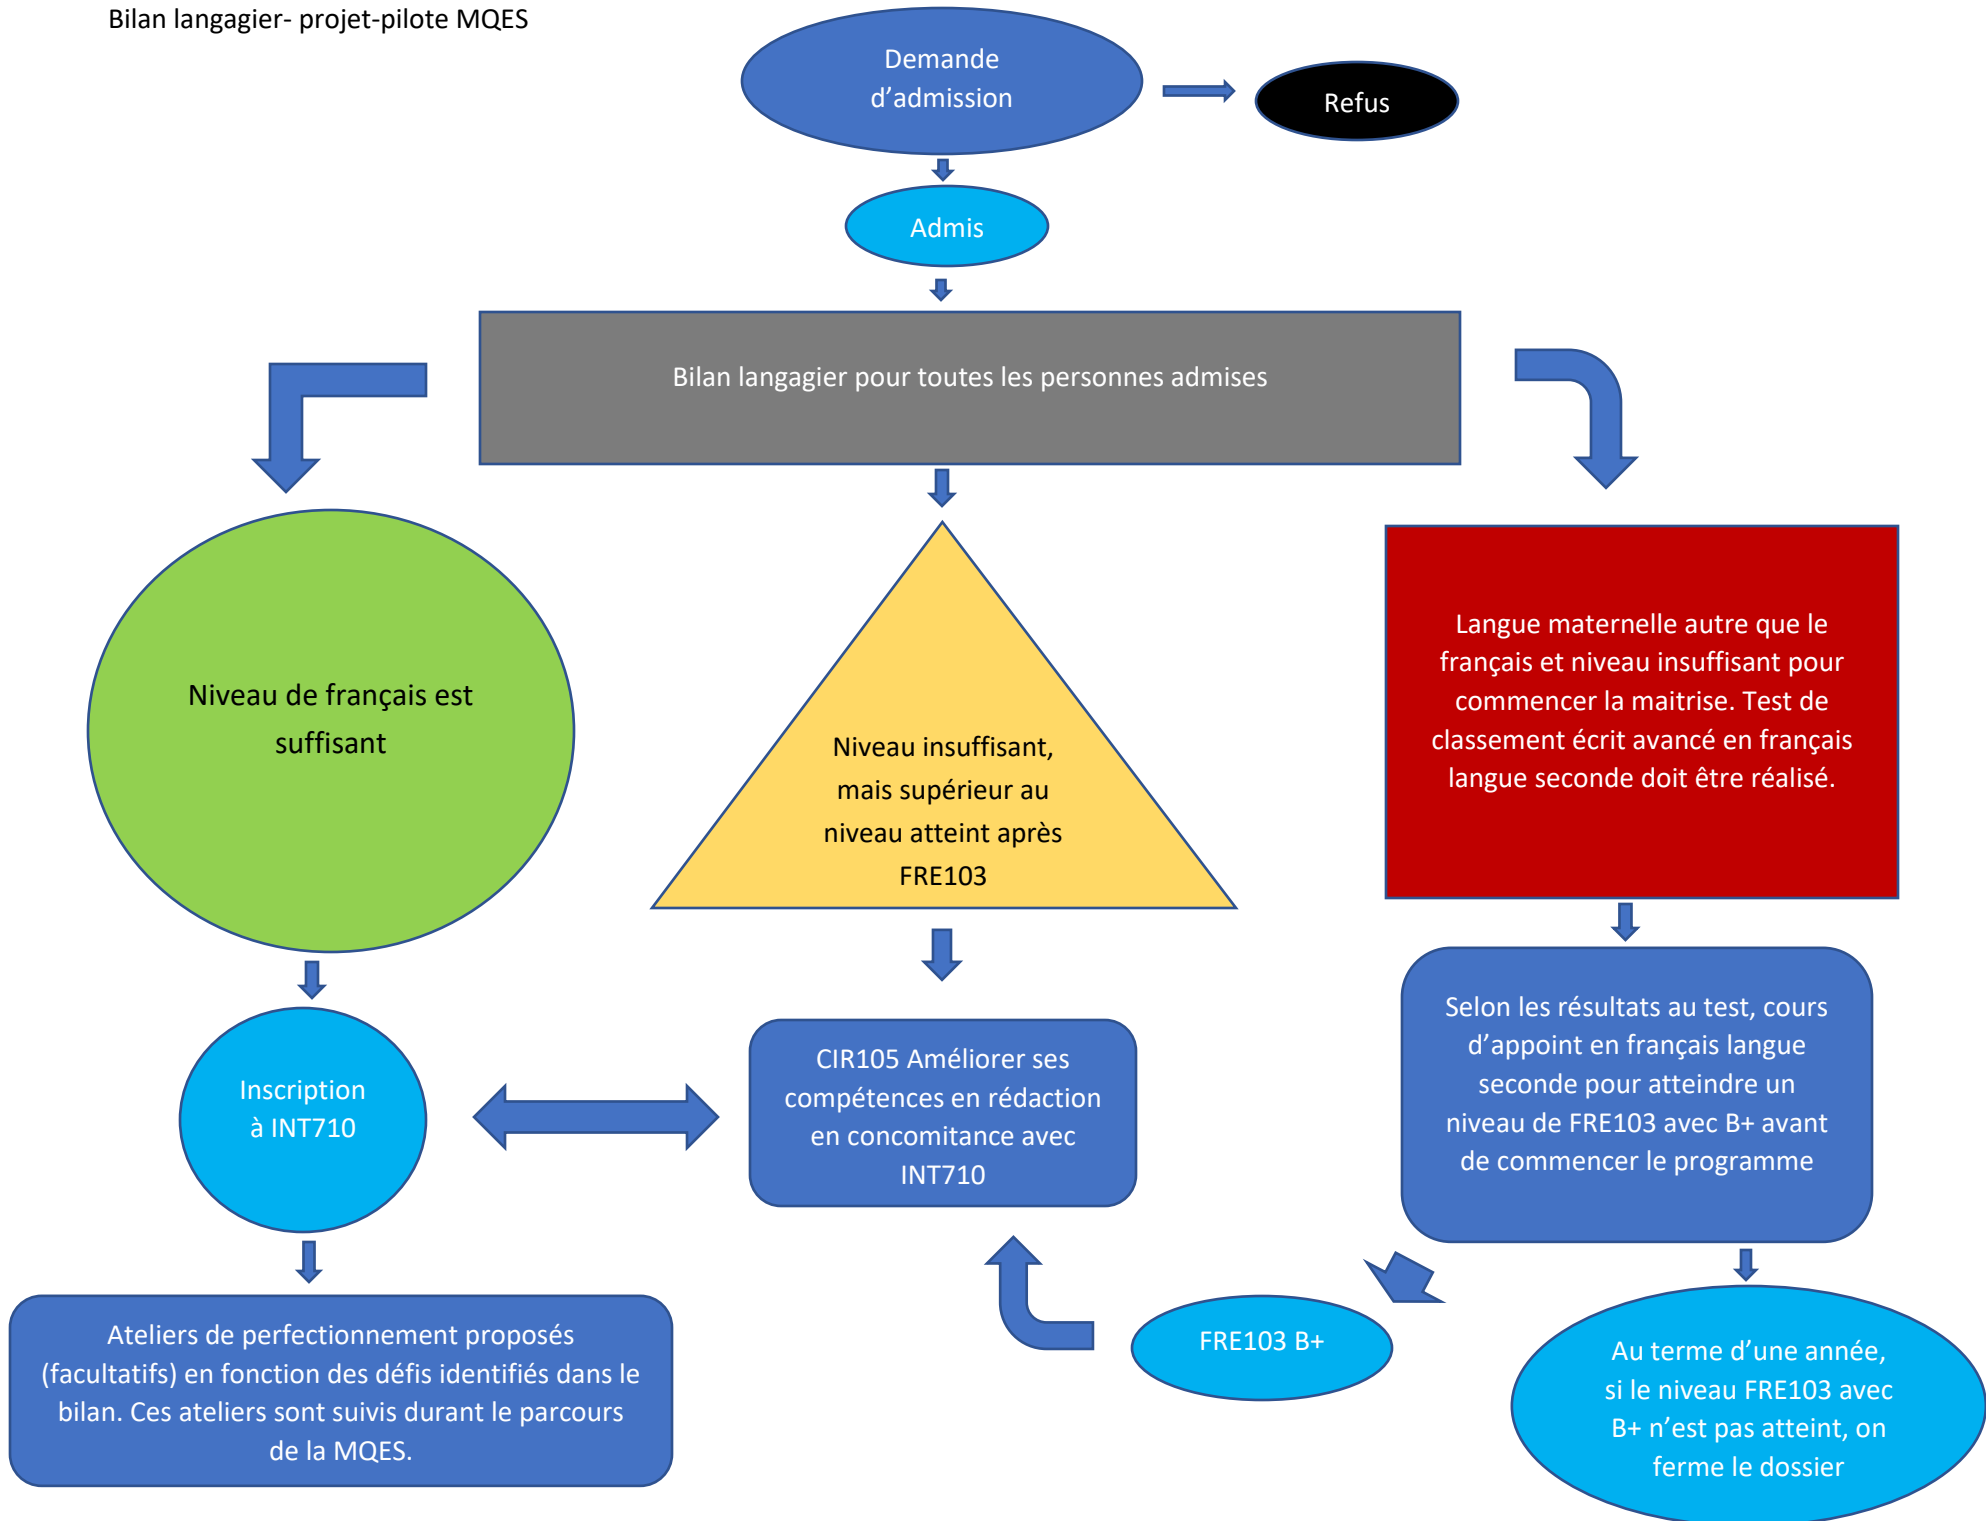 Bilan langagier- projet-pilote MQES
Demande
d’admission
Refus
Admis
Bilan langagier pour toutes les personnes admises
Niveau de français est
suffisant
Niveau insuffisant,
mais supérieur au
niveau atteint après
FRE103
Langue maternelle autre que le
français et niveau insuffisant pour
commencer la maitrise. Test de
classement écrit avancé en français
langue seconde doit être réalisé.
Inscription
à INT710
CIR105 Améliorer ses
compétences en rédaction
en concomitance avec
INT710
Selon les résultats au test, cours
d’appoint en français langue
seconde pour atteindre un
niveau de FRE103 avec B+ avant
de commencer le programme
Ateliers de perfectionnement proposés
(facultatifs) en fonction des défis identifiés dans le
bilan. Ces ateliers sont suivis durant le parcours
de la MQES.
FRE103 B+
Au terme d’une année,
si le niveau FRE103 avec
B+ n’est pas atteint, on
ferme le dossier